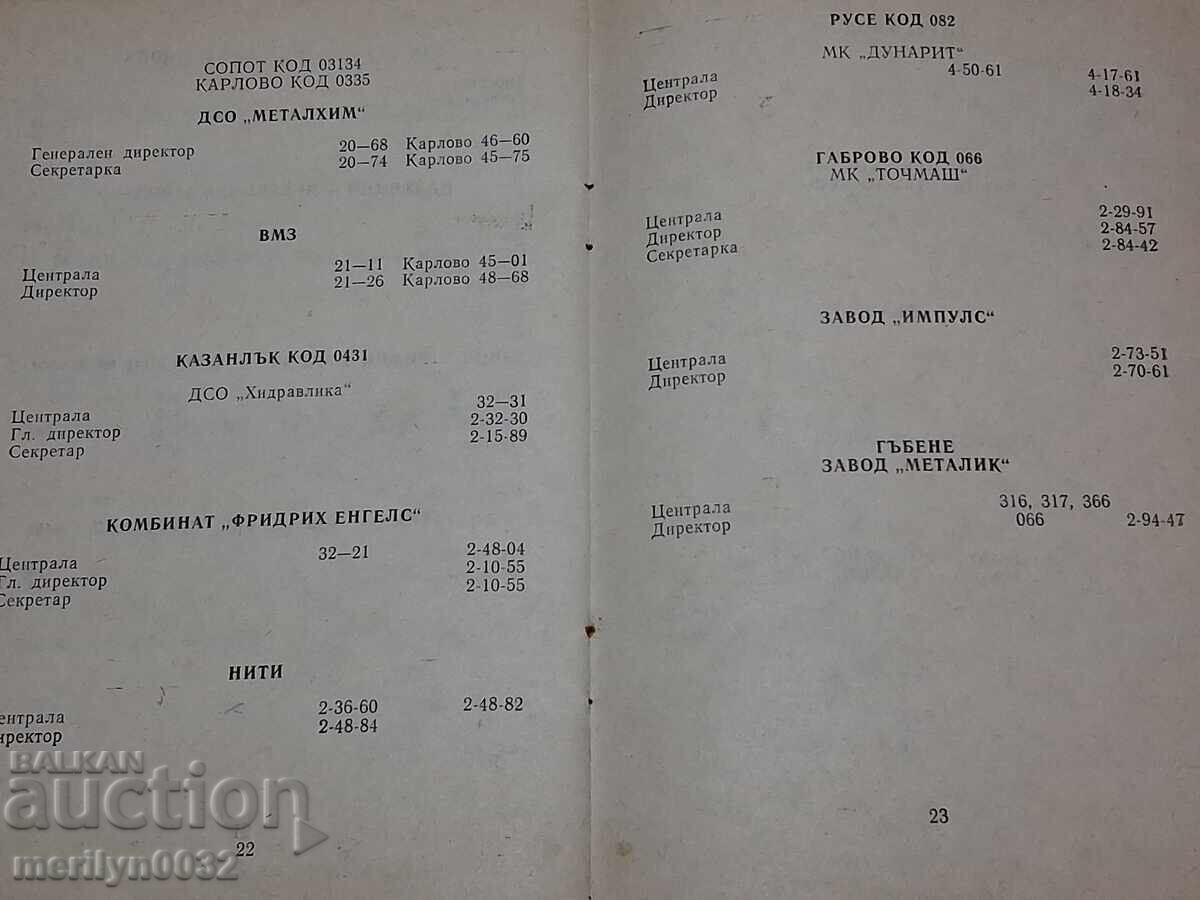 СОПОТ КОД 03134
КАРЛОВО КОД 0335
ДСО „МЕТАЛХИМ“
Генерален директор 20—68 Карлово 46—60
Секретарка 20—74 Карлово 45—75
ВМЗ
Централа 21—11 Карлово 45—01
Директор 21—26 Карлово 48—68
КАЗАНЛЪК КОД 0431
ДСО „Хидравлика“
Централа 32—31
Гл. директор 2-32-30
Секретар 2-15-89
КОМБИНАТ „ФРИДРИХ ЕНГЕЛС“
Централа 32—21 2-48-04
Гл. директор 2-10-55
Секретар 2-10-55
НИТИ
ентрала 2-36-60 2-48-82
иректор 2-48-84
22
РУСЕ КОД 082
МК „ДУНАРИТ“
Централа 4-50-61 4-17-61
Директор 4-18-34
ГАБРОВО КОД 066
МК „ТОЧМАШ“
Централа 2-29-91
Директор 2-84-57
Секретарка 2-84-42
ЗАВОД „ИМПУЛС“
Централа 2-73-51
Директор 2-70-61
ГЪБЕНЕ
ЗАВОД „МЕТАЛИК“
Централа 316, 317, 366
Директор 066 2-94-47
23
BALKAN
auction
merilyn0032